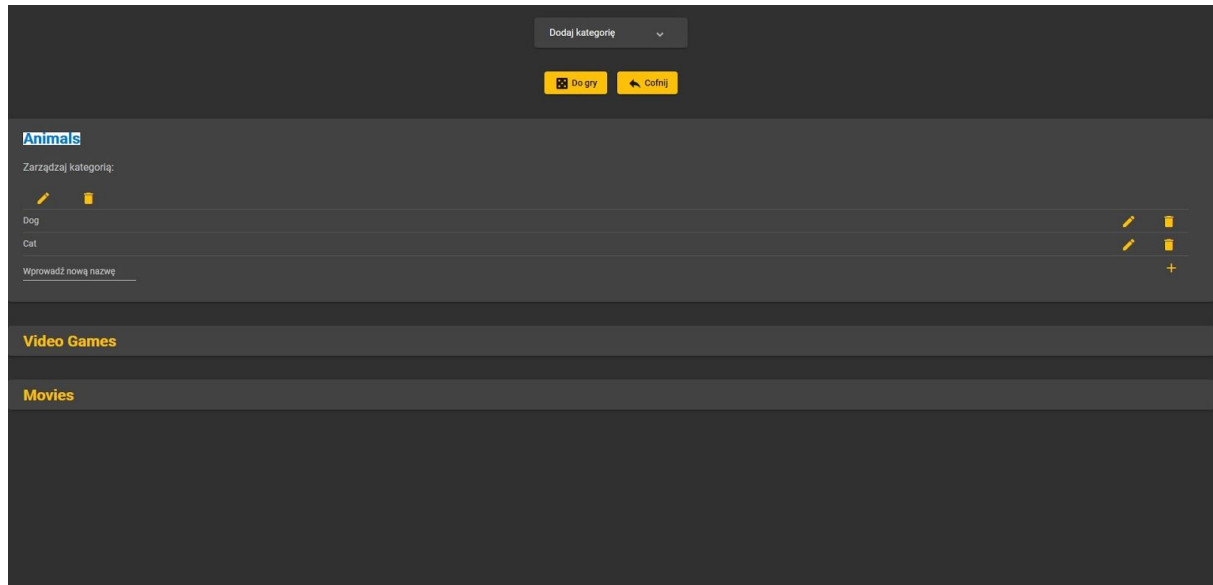 Dodaj kategorię
Do gry Cofnij
Animals
Zarządzaj kategorią:
Dog
Cat
Wprowadź nową nazwę
Video Games
Movies